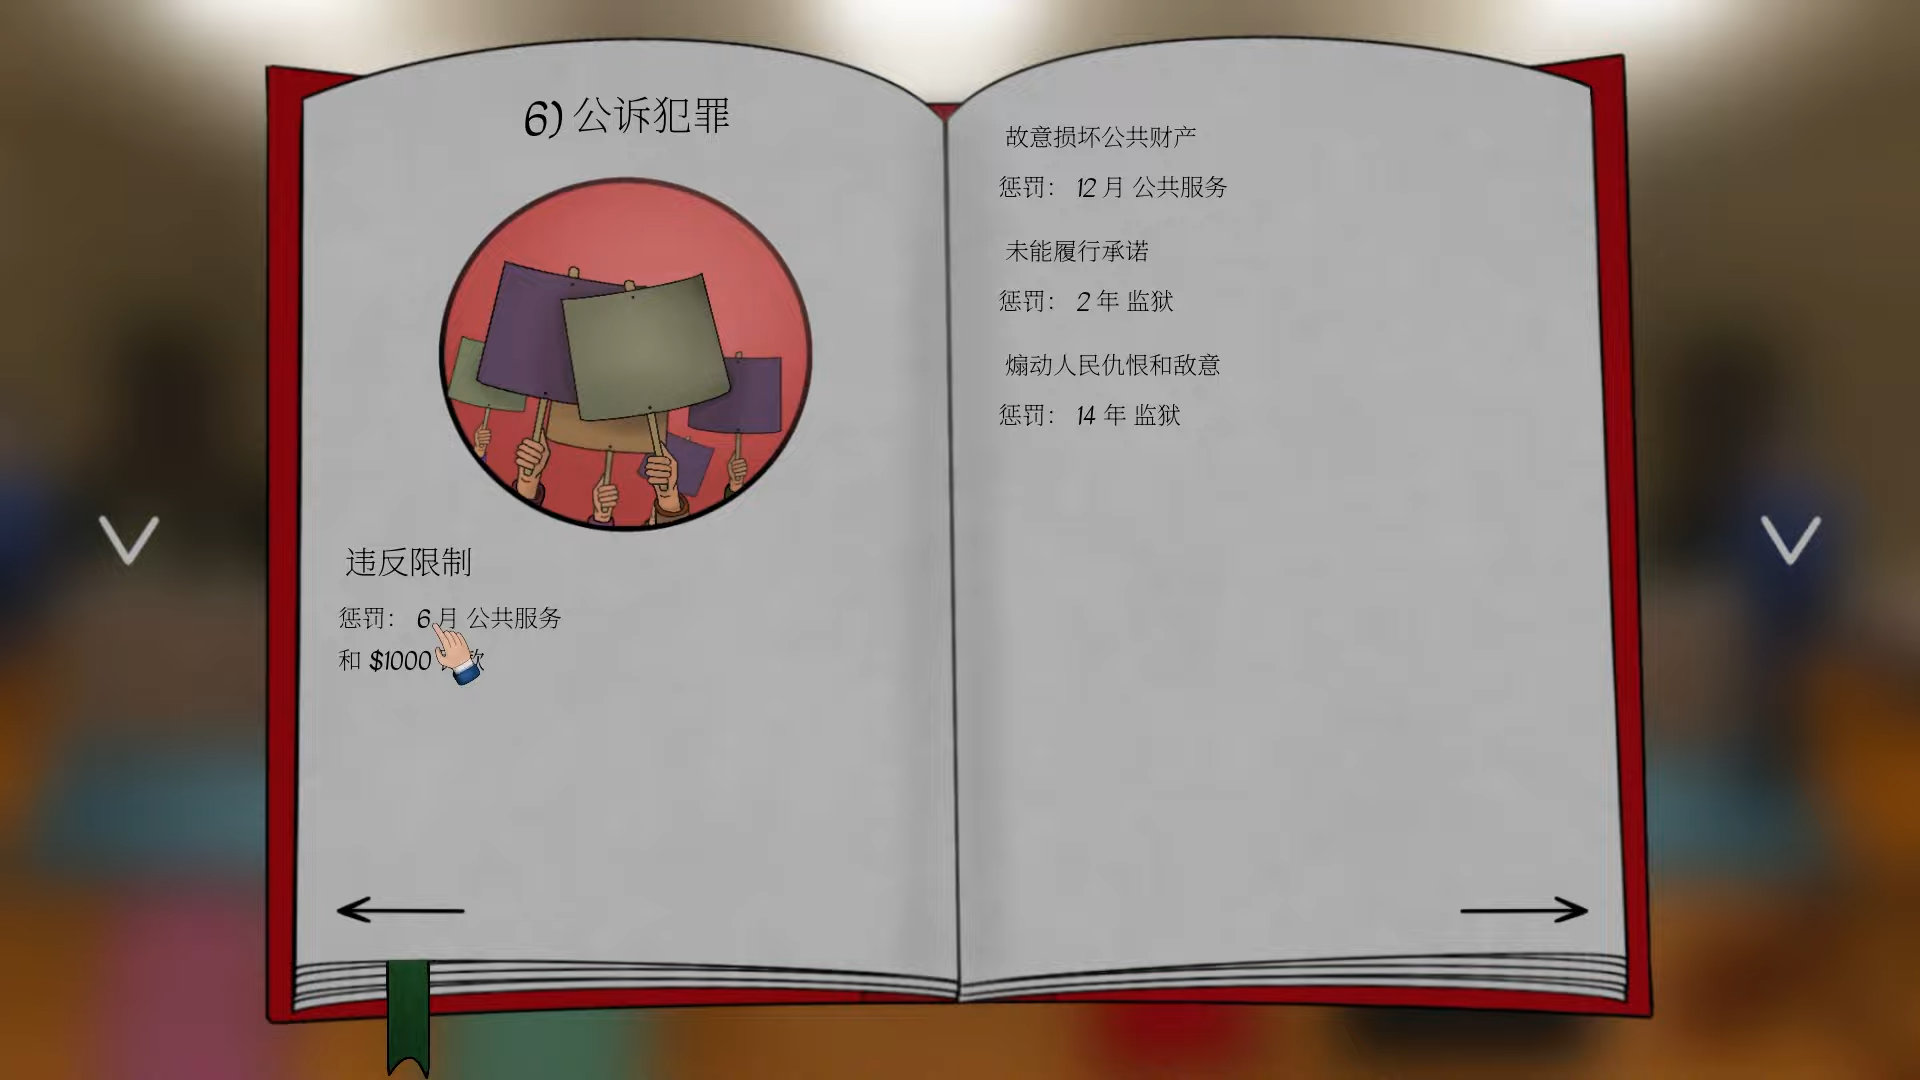 6) 公诉犯罪
违反限制
惩罚： 6 月 公共服务
和 $1000 款
故意损坏公共财产
惩罚： 12 月 公共服务
未能履行承诺
惩罚： 2 年 监狱
煽动人民仇恨和敌意
惩罚： 14 年 监狱